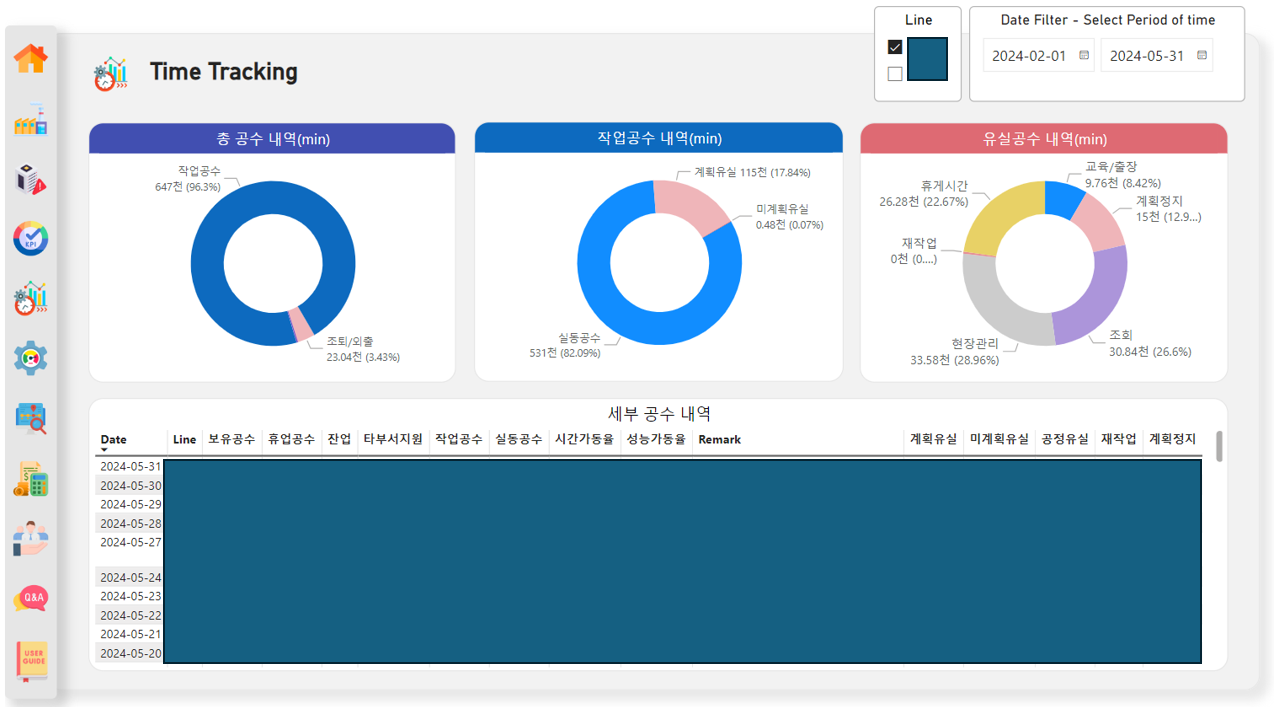 Line
Date Filter - Select Period of time
2024-02-01
2024-05-31
Time Tracking
총 공수 내역(min)
작업공수
647천 (96.3%)
조퇴/외출
23.04천 (3.43%)
작업공수 내역(min)
계획유실 115천 (17.84%)
미계획유실
0.48천 (0.07%)
실동공수
531천 (82.09%)
유실공수 내역(min)
교육/출장
9.76천 (8.42%)
계획정지
15천 (12.9...)
휴게시간
26.28천 (22.67%)
재작업
0천 (0....)
현장관리
33.58천 (28.96%)
조회
30.84천 (26.6%)
세부 공수 내역
Date Line 보유공수 휴업공수 잔업 타부서지원 작업공수 실동공수 시간가동율 성능가동율 Remark 계획유실 미계획유실 공정유실 재작업 계획정지
2024-05-31
2024-05-30
2024-05-29
2024-05-28
2024-05-27
2024-05-24
2024-05-23
2024-05-22
2024-05-21
2024-05-20
KPI
Q&A
USER
GUIDE